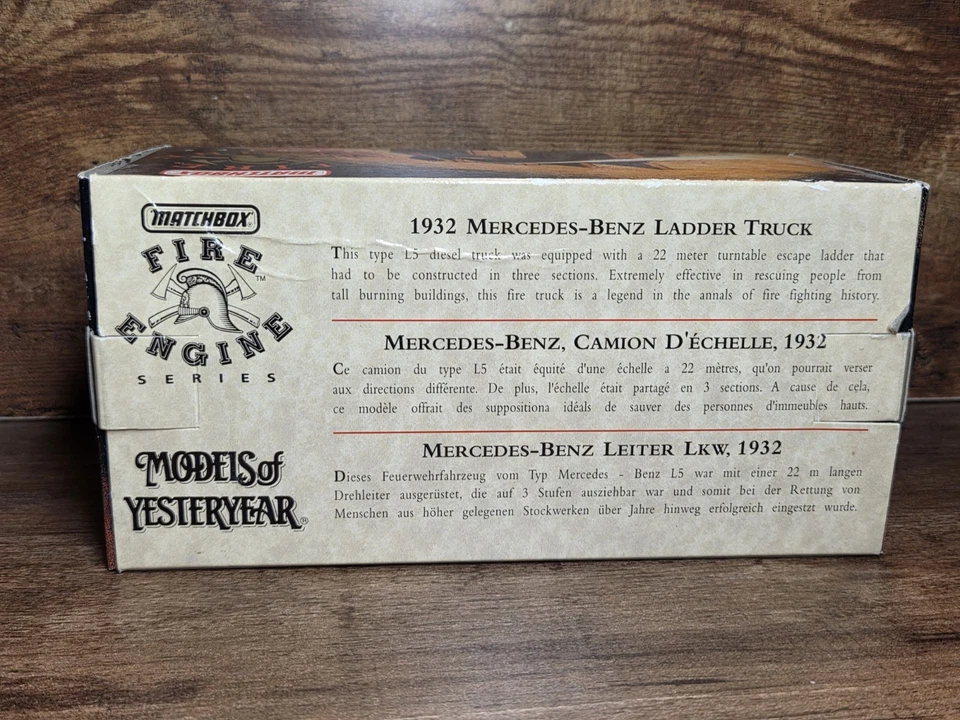 MATCHBOX
FIRE
ENGINE
SERIES
™
MODELS of
YESTERYEAR®
1932 MERCEDES-BENZ LADDER TRUCK
This type L5 diesel truck was equipped with a 22 meter turntable escape ladder that
had to be constructed in three sections. Extremely effective in rescuing people from
tall burning buildings, this fire truck is a legend in the annals of fire fighting history.
MERCEDES-BENZ, CAMION D'ÉCHELLE, 1932
Ce camion du type L5 était équité d'une échelle a 22 mètres, qu'on pourrait verser
aux directions différente. De plus, l'échelle était partagé en 3 sections. A cause de cela,
ce modèle offrait des suppositiona idéals de sauver des personnes d'immeubles hauts.
MERCEDES-BENZ LEITER LKW, 1932
Dieses Feuerwehrfahrzeug vom Typ Mercedes - Benz L5 war mit einer 22 m langen
Drehleiter ausgerüstet, die auf 3 Stufen ausziehbar war und somit bei der Rettung von
Menschen aus höher gelegenen Stockwerken über Jahre hinweg erfolgreich eingestzt wurde.